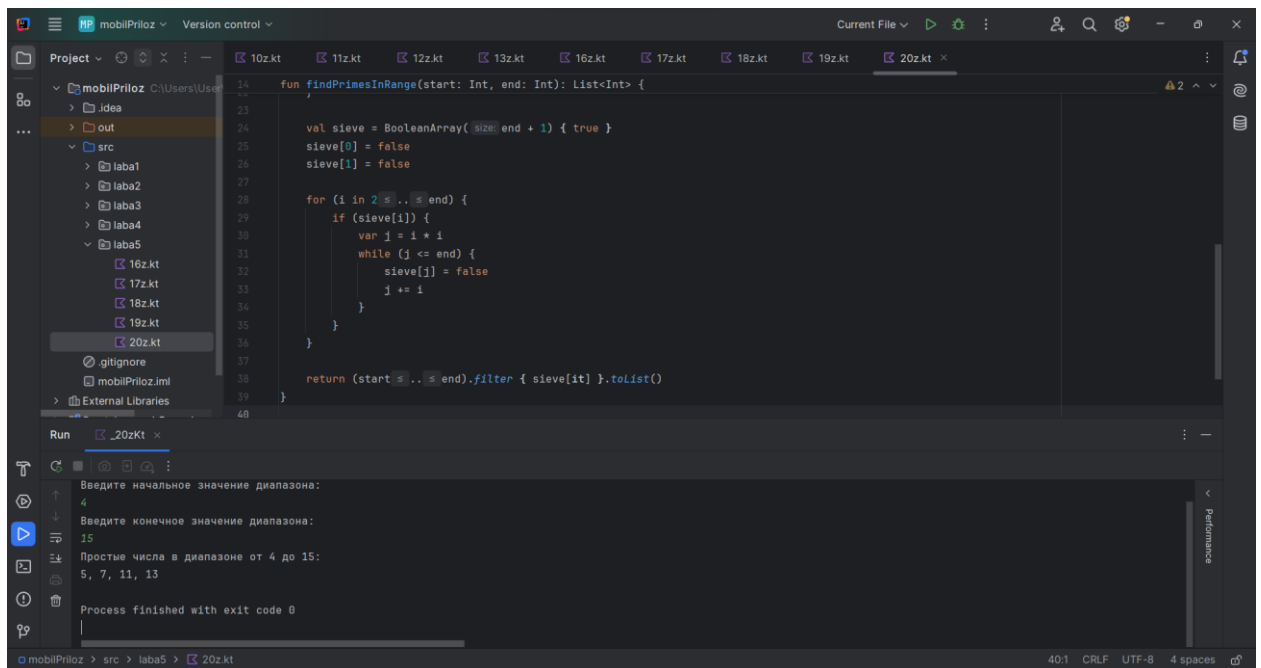 MP mobilPriloz Version control Current File
Project
10z.kt 11z.kt 12z.kt 13z.kt 16z.kt 17z.kt 18z.kt 19z.kt 20z.kt
mobilPriloz C:\Users\User
.idea
out
src
laba1
laba2
laba3
laba4
laba5
16z.kt
17z.kt
18z.kt
19z.kt
20z.kt
.gitignore
mobilPriloz.iml
External Libraries
14 fun findPrimesInRange(start: Int, end: Int): List<Int> {
2
23
24 val sieve = BooleanArray( size: end + 1) { true }
25 sieve[0] = false
26 sieve[1] = false
27
28 for (i in 2 ≤ .. ≤ end) {
29 if (sieve[i]) {
30 var j = i * i
31 while (j <= end) {
32 sieve[j] = false
33 j += i
34 }
35 }
36 }
37
38 return (start ≤ .. ≤ end).filter { sieve[it] }.toList()
39 }
40
Run _20zKt
Введите начальное значение диапазона:
4
Введите конечное значение диапазона:
15
Простые числа в диапазоне от 4 до 15:
5, 7, 11, 13
Process finished with exit code 0
Performance
mobilPriloz > src > laba5 > 20z.kt 40:1 CRLF UTF-8 4 spaces